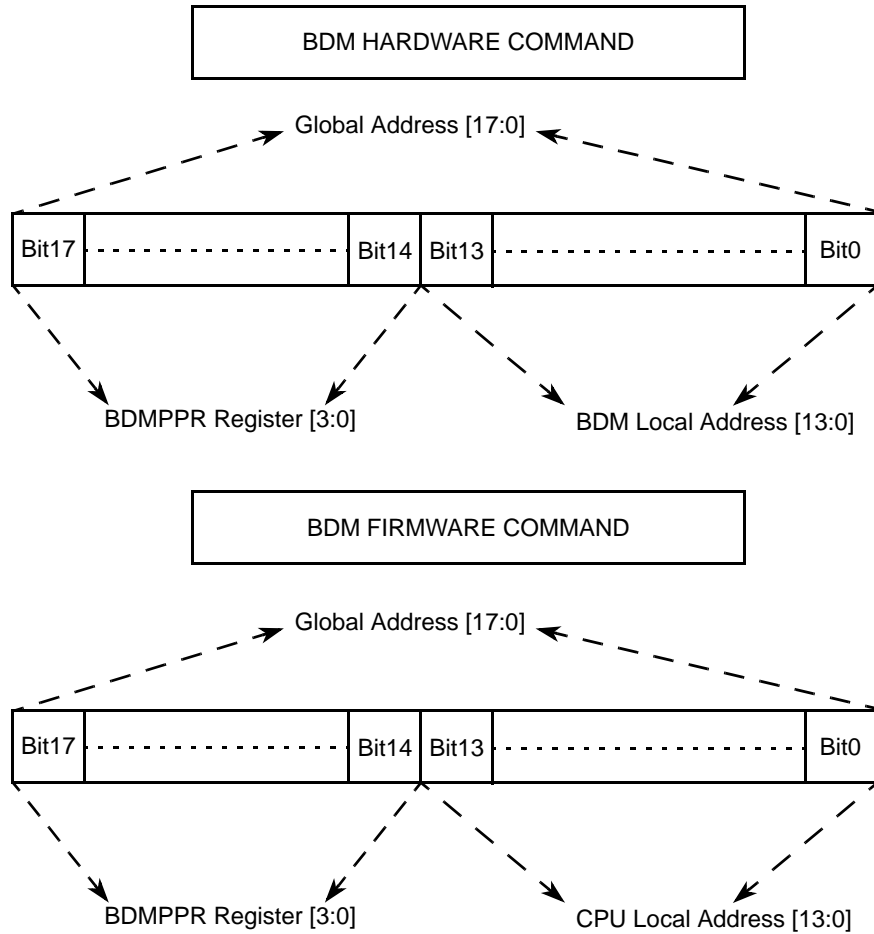 BDM HARDWARE COMMAND
Global Address [17:0]
Bit17 Bit14 Bit13 Bit0
BDMPPR Register [3:0] BDM Local Address [13:0]
BDM FIRMWARE COMMAND
Global Address [17:0]
Bit17 Bit14 Bit13 Bit0
BDMPPR Register [3:0] CPU Local Address [13:0]